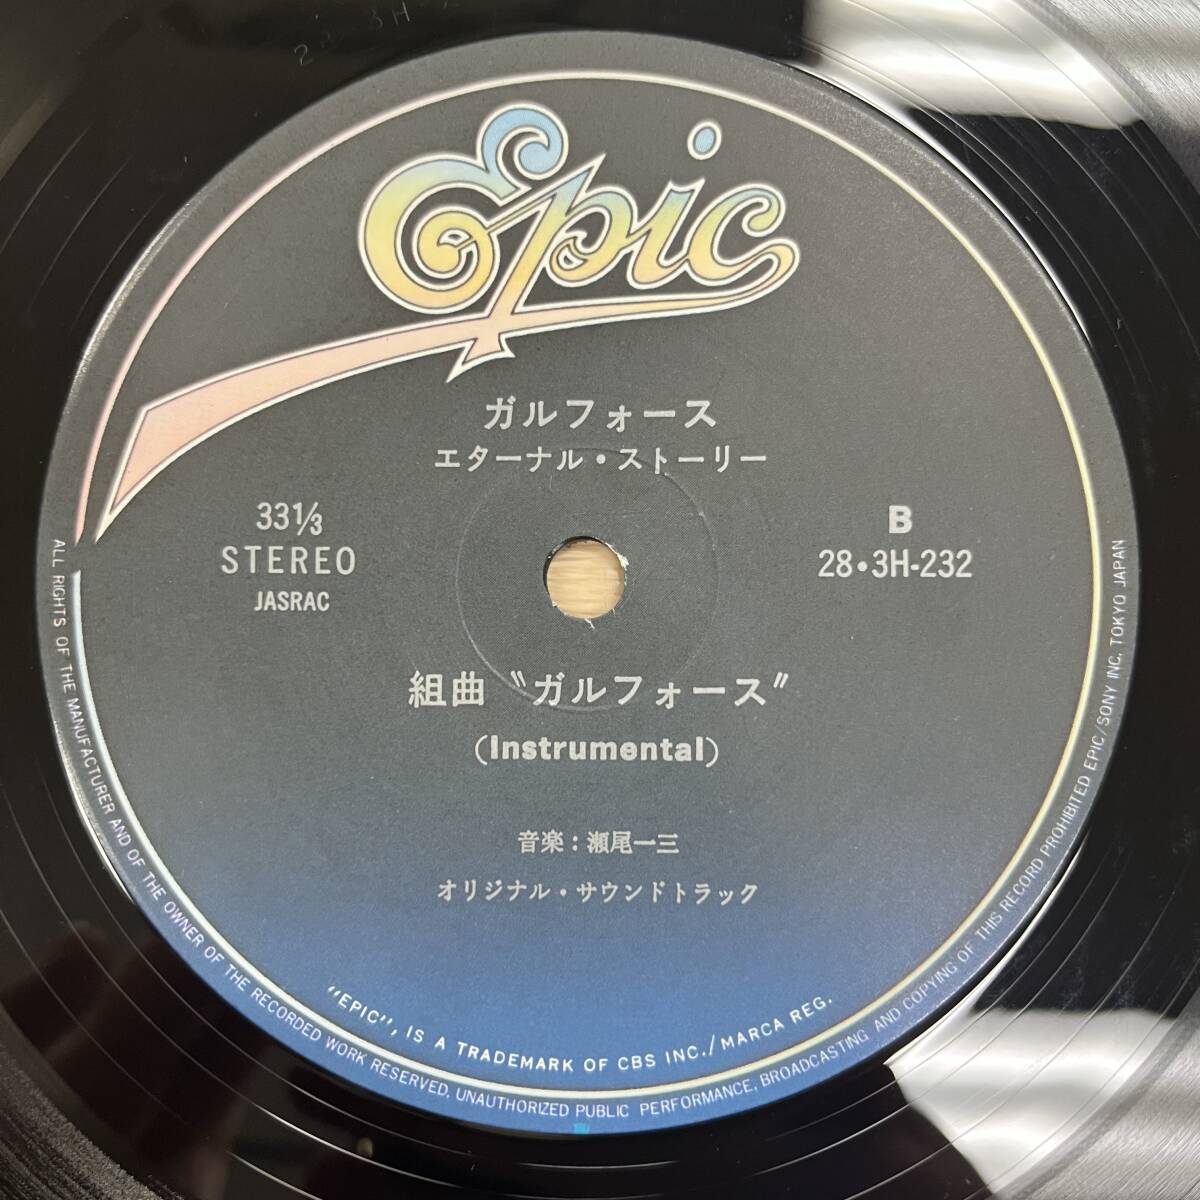 Epic
ガルフォース
エターナル・ストーリー
33⅓
STEREO
JASRAC
B
28・3H-232
組曲〝ガルフォース〟
(Instrumental)
音楽：瀬尾一三
オリジナル・サウンドトラック
"EPIC", IS A TRADEMARK OF CBS INC./MARCA REG.
ALL RIGHTS OF THE MANUFACTURER AND OF THE OWNER OF THE RECORDED WORK RESERVED, UNAUTHORIZED PUBLIC PERFORMANCE, BROADCASTING AND COPYING OF THIS RECORD PROHIBITED EPIC/SONY INC. TOKYO JAPAN